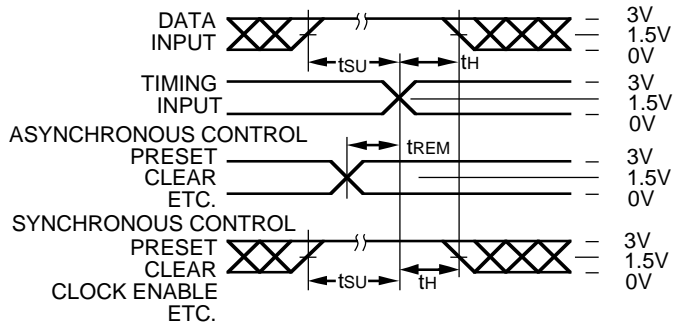 DATA
INPUT
3V
1.5V
0V
tSU
tH
TIMING
INPUT
3V
1.5V
0V
ASYNCHRONOUS CONTROL
tREM
PRESET
CLEAR
ETC.
3V
1.5V
0V
SYNCHRONOUS CONTROL
PRESET
CLEAR
CLOCK ENABLE
ETC.
3V
1.5V
0V
tSU
tH